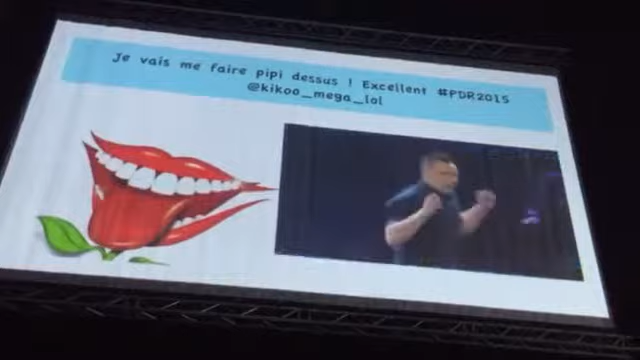 Je vais me faire pipi dessus ! Excellent #PDR2015
@kikoo_mega_lol